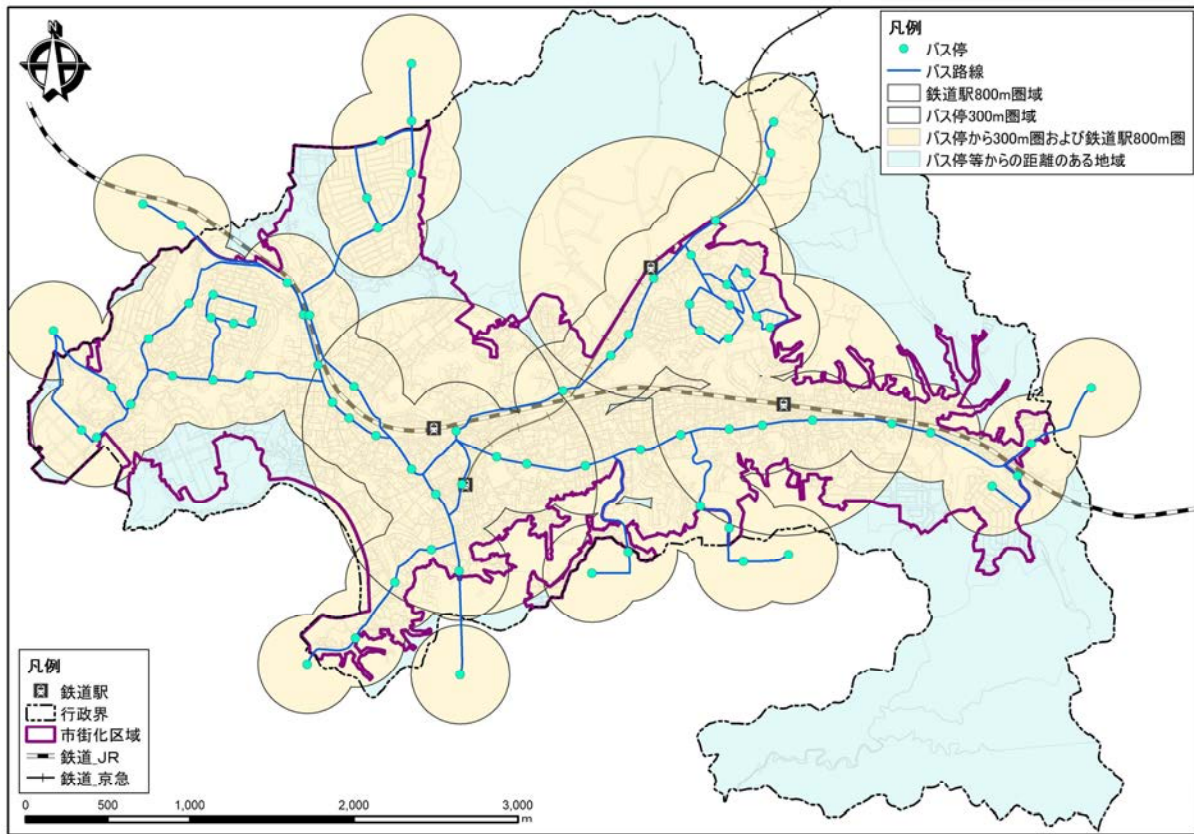 N
凡例
バス停
バス路線
鉄道駅800m圏域
バス停300m圏域
バス停から300m圏および鉄道駅800m圏
バス停等からの距離のある地域
凡例
鉄道駅
行政界
市街化区域
鉄道_JR
鉄道_京急
0 500 1,000 2,000 3,000
m